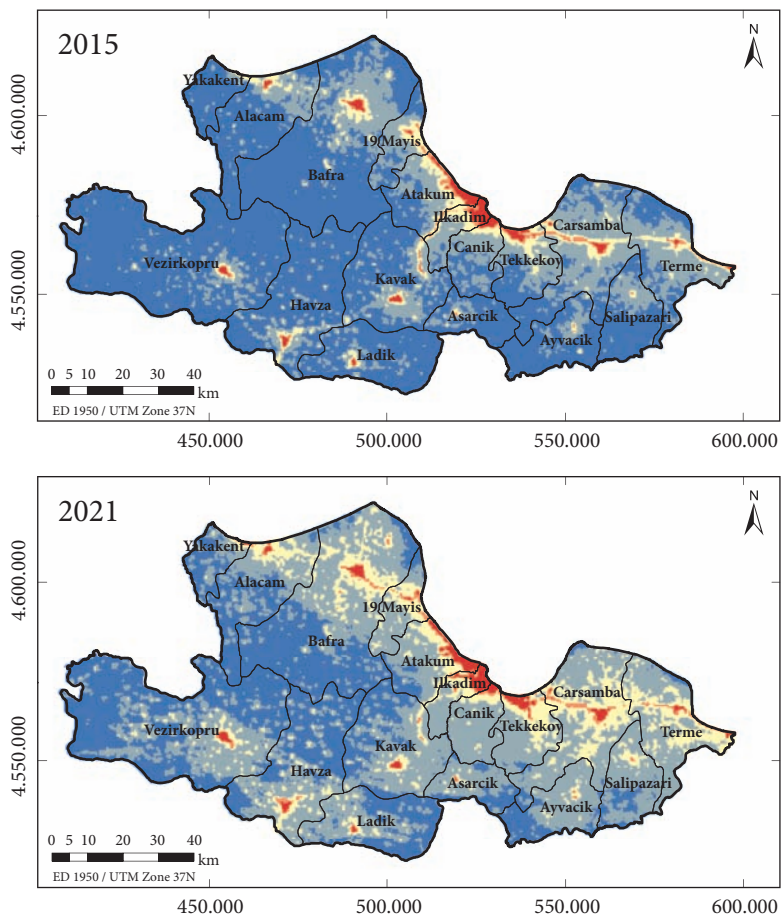 2015
N
Yakakent
Alacam
19 Mayis
Bafra
Atakum
Ilkadim
Carsamba
Canik
Tekkekoy
Vezirkopru
Terme
Kavak
Havza
Asarcik
Salipazari
Ayvacik
Ladik
0 5 10 20 30 40
km
ED 1950 / UTM Zone 37N
4.600.000
4.550.000
450.000 500.000 550.000 600.000
2021
N
Yakakent
Alacam
19 Mayis
Bafra
Atakum
Ilkadim
Carsamba
Canik
Tekkekoy
Vezirkopru
Terme
Kavak
Havza
Asarcik
Salipazari
Ayvacik
Ladik
0 5 10 20 30 40
km
ED 1950 / UTM Zone 37N
4.600.000
4.550.000
450.000 500.000 550.000 600.000